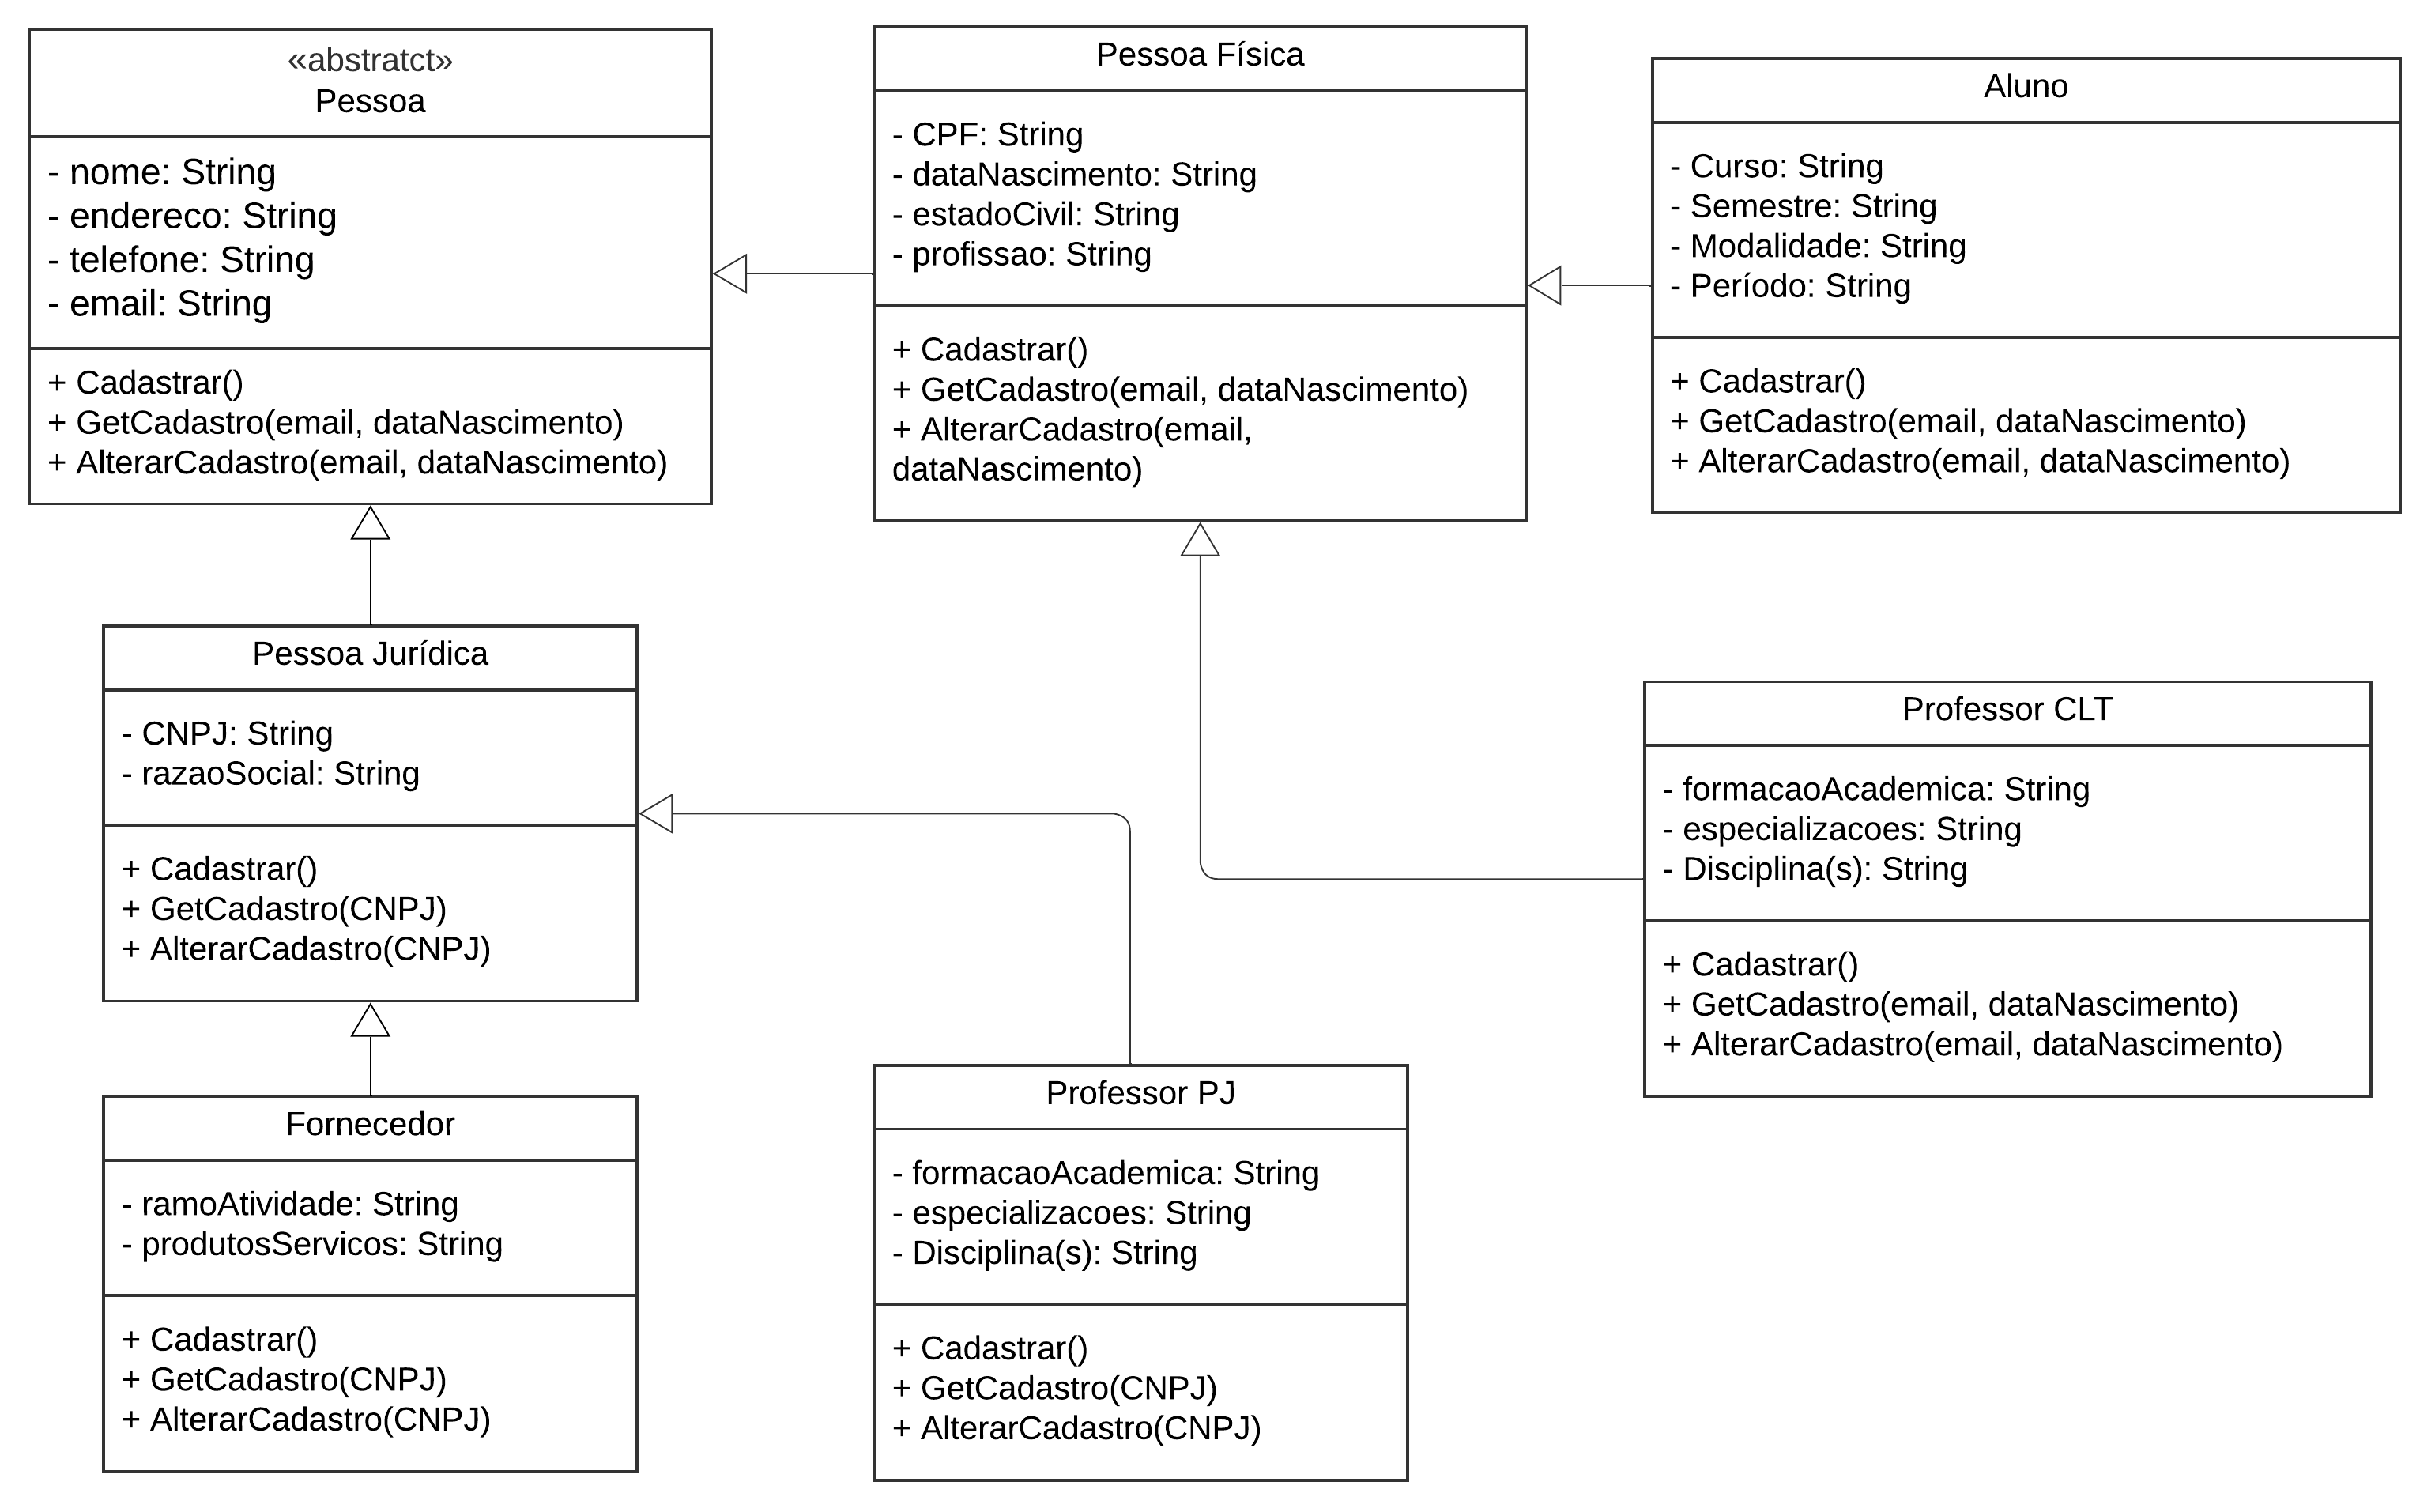 «abstratct»
Pessoa
- nome: String
- endereco: String
- telefone: String
- email: String
+ Cadastrar()
+ GetCadastro(email, dataNascimento)
+ AlterarCadastro(email, dataNascimento)
Pessoa Física
- CPF: String
- dataNascimento: String
- estadoCivil: String
- profissao: String
+ Cadastrar()
+ GetCadastro(email, dataNascimento)
+ AlterarCadastro(email,
dataNascimento)
Aluno
- Curso: String
- Semestre: String
- Modalidade: String
- Período: String
+ Cadastrar()
+ GetCadastro(email, dataNascimento)
+ AlterarCadastro(email, dataNascimento)
Pessoa Jurídica
- CNPJ: String
- razaoSocial: String
+ Cadastrar()
+ GetCadastro(CNPJ)
+ AlterarCadastro(CNPJ)
Professor CLT
- formacaoAcademica: String
- especializacoes: String
- Disciplina(s): String
+ Cadastrar()
+ GetCadastro(email, dataNascimento)
+ AlterarCadastro(email, dataNascimento)
Fornecedor
- ramoAtividade: String
- produtosServicos: String
+ Cadastrar()
+ GetCadastro(CNPJ)
+ AlterarCadastro(CNPJ)
Professor PJ
- formacaoAcademica: String
- especializacoes: String
- Disciplina(s): String
+ Cadastrar()
+ GetCadastro(CNPJ)
+ AlterarCadastro(CNPJ)